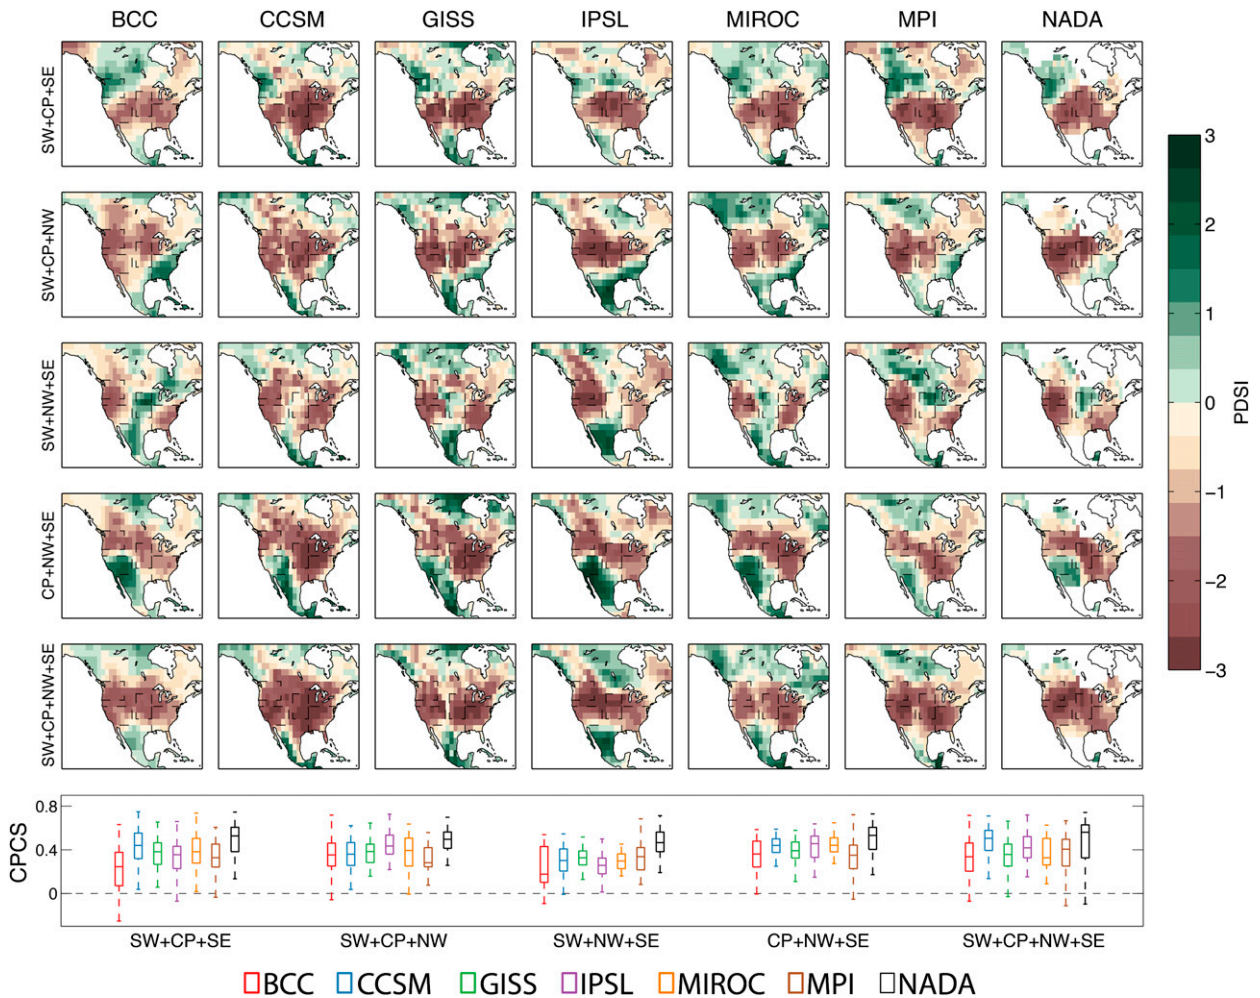 BCC CCSM GISS IPSL MIROC MPI NADA
SW+CP+SE
SW+CP+NW
SW+NW+SE
CP+NW+SE
SW+CP+NW+SE
3
2
1
0
−1
−2
−3
PDSI
CPCS
0.8
0.4
0
SW+CP+SE SW+CP+NW SW+NW+SE CP+NW+SE SW+CP+NW+SE
BCC CCSM GISS IPSL MIROC MPI NADA